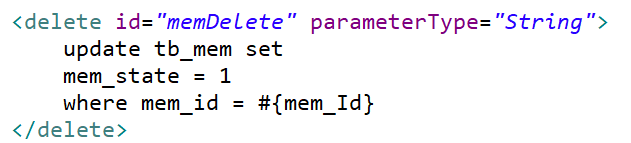 <delete id="memDelete" parameterType="String">
update tb_mem set
mem_state = 1
where mem_id = #{mem_Id}
</delete>